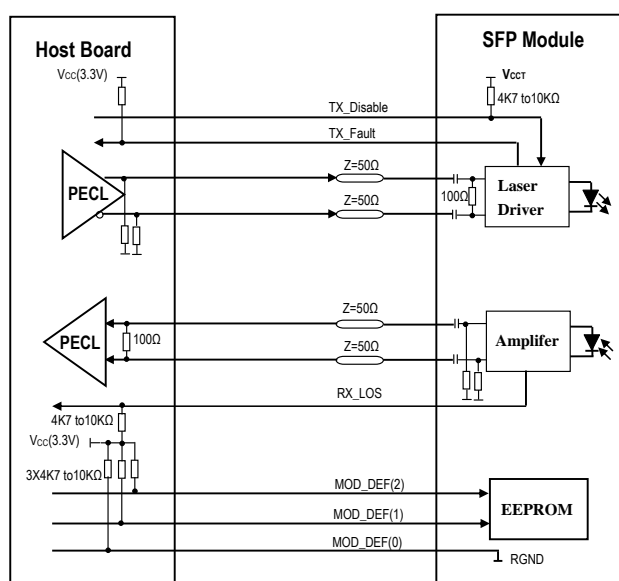 Host Board
SFP Module
Vcc(3.3V)
VCCT
4K7 to10KΩ
TX_Disable
TX_Fault
Z=50Ω
PECL
100Ω
Laser
Driver
Z=50Ω
Z=50Ω
PECL
100Ω
Amplifer
Z=50Ω
RX_LOS
4K7 to10KΩ
Vcc(3.3V)
3X4K7 to10KΩ
MOD_DEF(2)
EEPROM
MOD_DEF(1)
MOD_DEF(0)
RGND